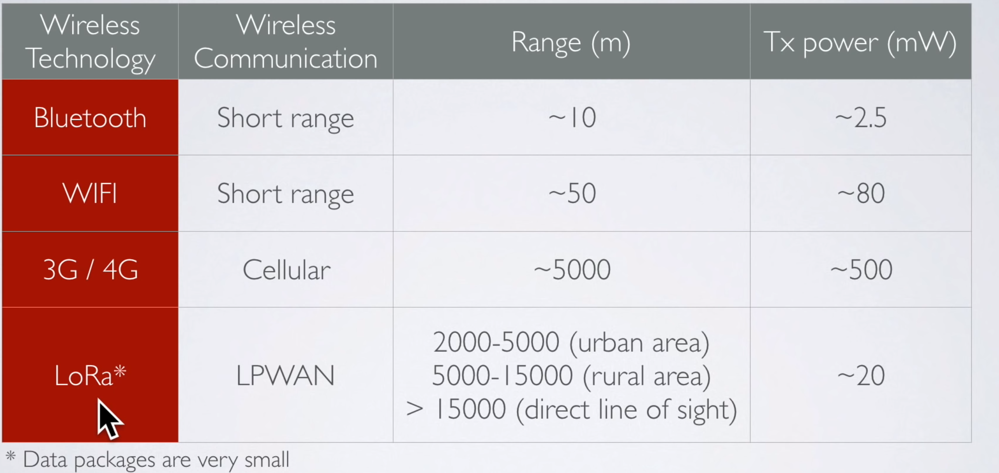 Wireless Technology
Wireless Communication
Range (m)
Tx power (mW)
Bluetooth
Short range
~10
~2.5
WIFI
Short range
~50
~80
3G / 4G
Cellular
~5000
~500
LoRa*
LPWAN
2000-5000 (urban area)
5000-15000 (rural area)
> 15000 (direct line of sight)
~20
* Data packages are very small